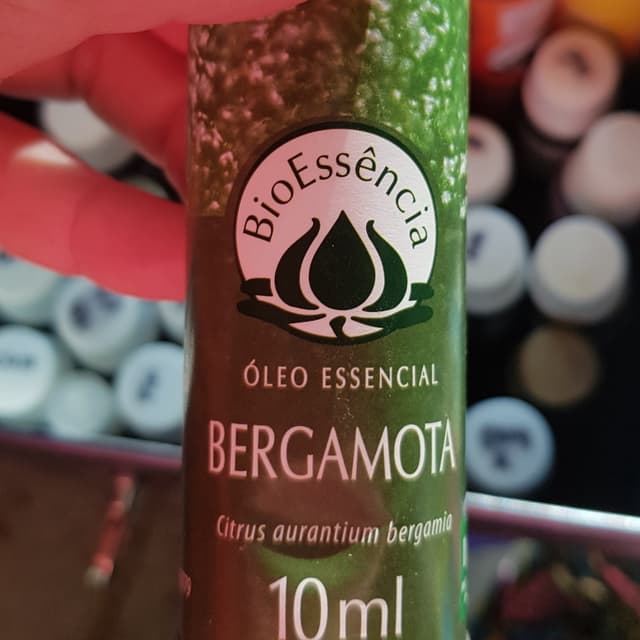 BioEssência
ÓLEO ESSENCIAL
BERGAMOTA
Citrus aurantium bergamia
10ml